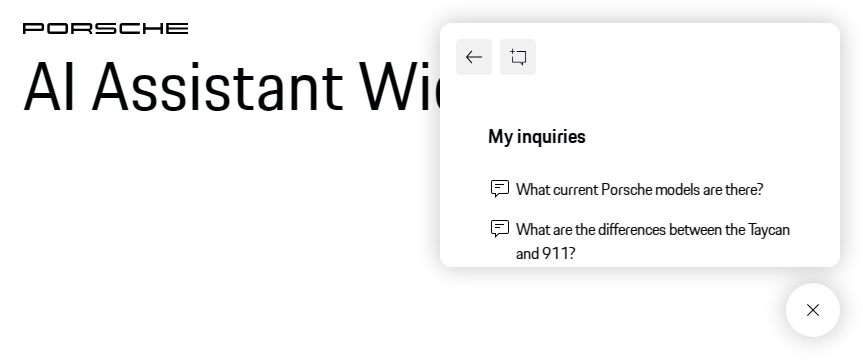 PORSCHE
AI Assistant
My inquiries
What current Porsche models are there?
What are the differences between the Taycan
and 911?